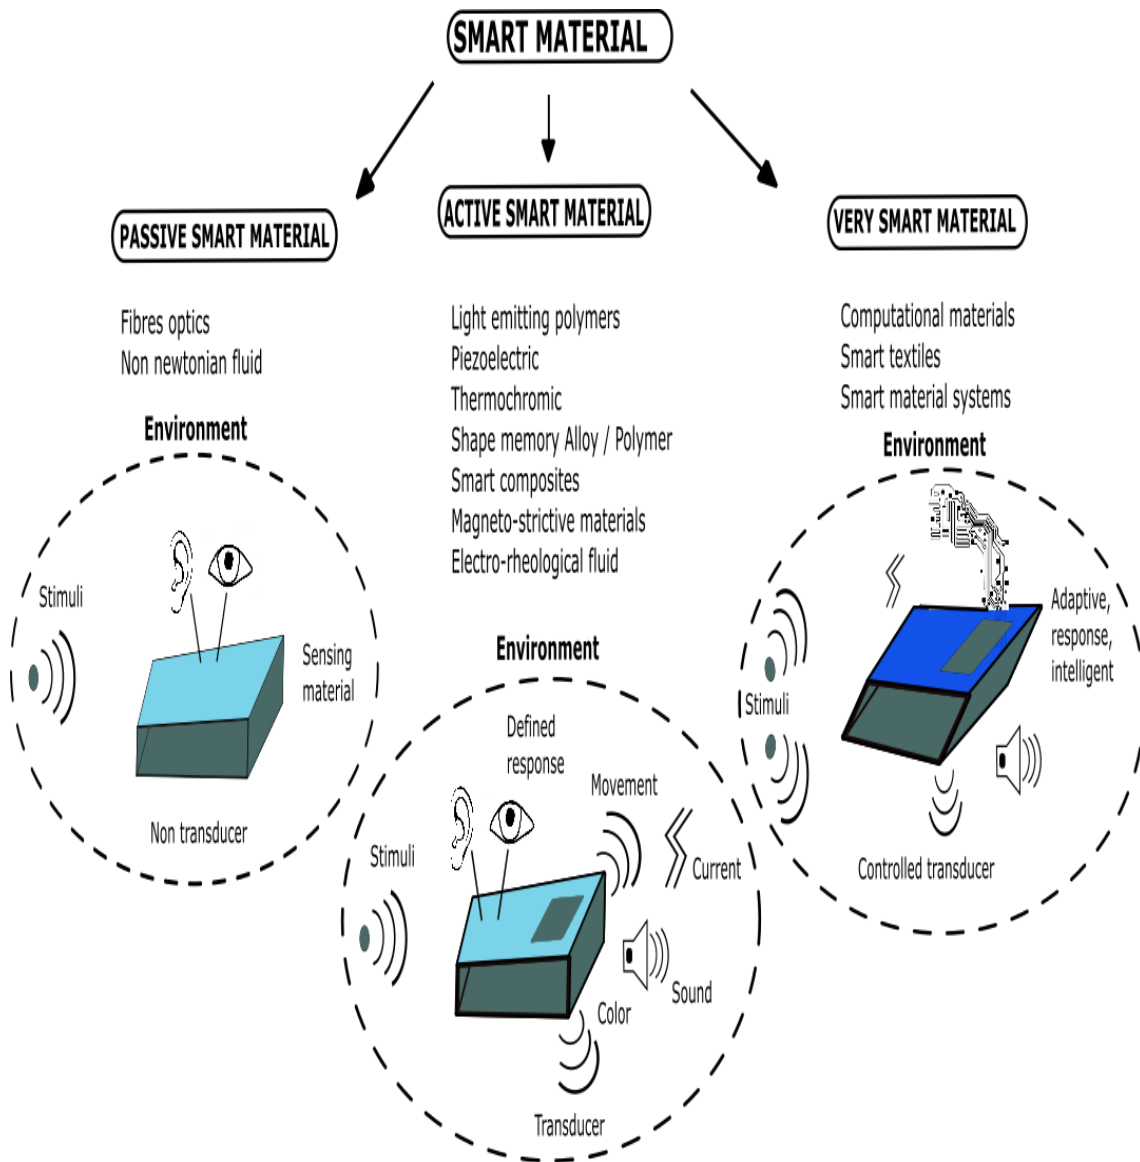 SMART MATERIAL
PASSIVE SMART MATERIAL
Fibres optics
Non newtonian fluid
Environment
Stimuli
Sensing
material
Non transducer
ACTIVE SMART MATERIAL
Light emitting polymers
Piezoelectric
Thermochromic
Shape memory Alloy / Polymer
Smart composites
Magneto-strictive materials
Electro-rheological fluid
Environment
Defined
response
Movement
Stimuli
Current
Sound
Color
Transducer
VERY SMART MATERIAL
Computational materials
Smart textiles
Smart material systems
Environment
Adaptive,
response,
intelligent
Stimuli
Controlled transducer